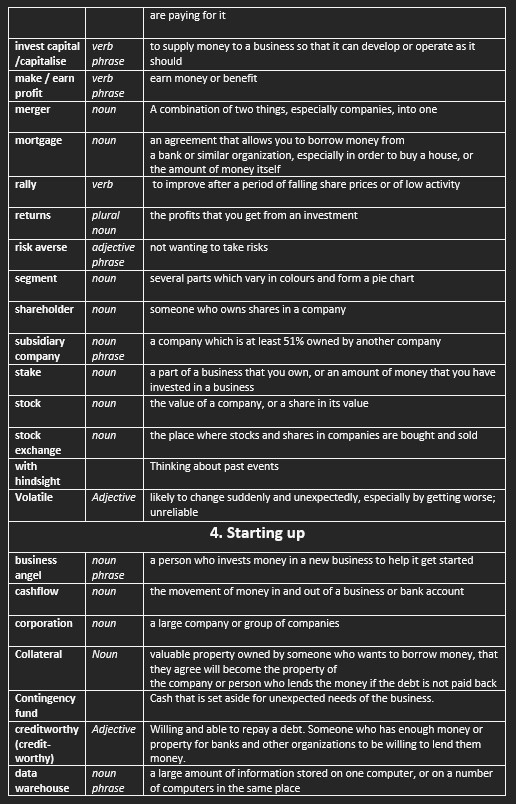 are paying for it
invest capital verb to supply money to a business so that it can develop or operate as it
/capitalise phrase should
make / earn verb earn money or benefit
profit phrase
merger noun A combination of two things, especially companies, into one
mortgage noun an agreement that allows you to borrow money from
a bank or similar organization, especially in order to buy a house, or
the amount of money itself
rally verb to improve after a period of falling share prices or of low activity
returns plural the profits that you get from an investment
noun
risk averse adjective not wanting to take risks
phrase
segment noun several parts which vary in colours and form a pie chart
shareholder noun someone who owns shares in a company
subsidiary noun a company which is at least 51% owned by another company
company phrase
stake noun a part of a business that you own, or an amount of money that you have
invested in a business
stock noun the value of a company, or a share in its value
stock noun the place where stocks and shares in companies are bought and sold
exchange
with Thinking about past events
hindsight
Volatile Adjective likely to change suddenly and unexpectedly, especially by getting worse;
unreliable
4. Starting up
business noun a person who invests money in a new business to help it get started
angel phrase
cashflow noun the movement of money in and out of a business or bank account
corporation noun a large company or group of companies
Collateral Noun valuable property owned by someone who wants to borrow money, that
they agree will become the property of
the company or person who lends the money if the debt is not paid back
Contingency Cash that is set aside for unexpected needs of the business.
fund
creditworthy Adjective Willing and able to repay a debt. Someone who has enough money or
(credit- property for banks and other organizations to be willing to lend them
worthy) money.
data noun a large amount of information stored on one computer, or on a number
warehouse phrase of computers in the same place